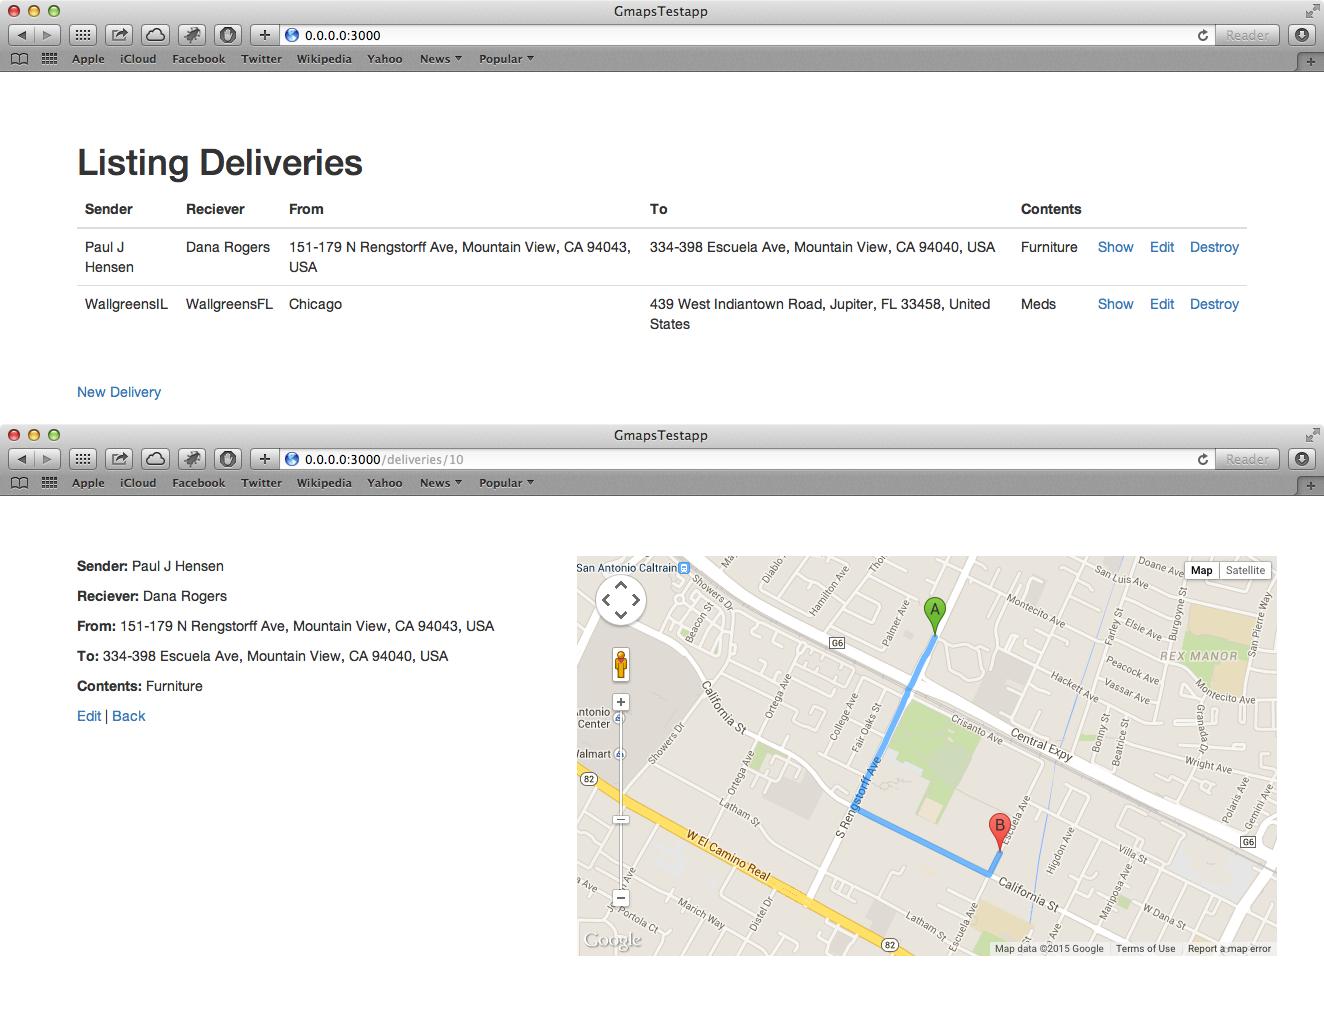 GmapsTestapp
0.0.0.0:3000
Reader
Apple iCloud Facebook Twitter Wikipedia Yahoo News Popular
Listing Deliveries
Sender Reciever From To Contents
Paul J Hensen Dana Rogers 151-179 N Rengstorff Ave, Mountain View, CA 94043, USA 334-398 Escuela Ave, Mountain View, CA 94040, USA Furniture Show Edit Destroy
WallgreensIL WallgreensFL Chicago 439 West Indiantown Road, Jupiter, FL 33458, United States Meds Show Edit Destroy
New Delivery
GmapsTestapp
0.0.0.0:3000/deliveries/10
Reader
Apple iCloud Facebook Twitter Wikipedia Yahoo News Popular
Sender: Paul J Hensen
Reciever: Dana Rogers
From: 151-179 N Rengstorff Ave, Mountain View, CA 94043, USA
To: 334-398 Escuela Ave, Mountain View, CA 94040, USA
Contents: Furniture
Edit | Back
San Antonio Caltrain
Showers Dr
Beacon St
Diablo Ave
Hamilton Ave
Palmer Ave
A
G6
Doane Ave
Map Satellite
San Luis Ave
Montecito Ave
Farley St
Elsie Ave
Burgoyne St
San Pierre Way
REX MANOR
Peacock Ave
Vassar Ave
Montecito Ave
Hackett Ave
California St
Ortega Ave
College Ave
Fair Oaks St
Crisanto Ave
Central Expy
Bonny St
Beatrice St
Granada Dr
Wright Ave
Polaris Ave
Gemini Ave
ntonio
Center
almart
Showers Dr
82
Ortega Ave
Latham St
S Rengstorff Ave
B
Escuela Ave
Higdon Ave
G6
Villa St
W El Camino Real
California St
Mariposa Ave
W Dana St
Portola Ct
Marich Way
Distel Dr
Latham St
Escuela Ave
82
Google
Map data ©2015 Google Terms of Use Report a map error